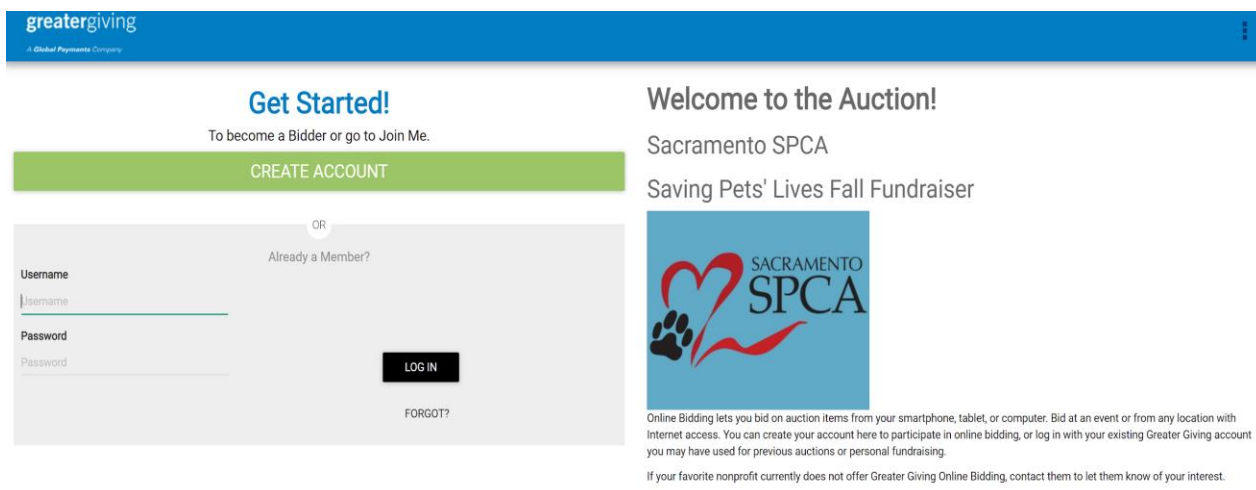 greatergiving
A Global Payments Company
Get Started!
To become a Bidder or go to Join Me.
CREATE ACCOUNT
OR
Already a Member?
Username
Username
Password
Password
LOG IN
FORGOT?
Welcome to the Auction!
Sacramento SPCA
Saving Pets' Lives Fall Fundraiser
SACRAMENTO
SPCA
Online Bidding lets you bid on auction items from your smartphone, tablet, or computer. Bid at an event or from any location with
Internet access. You can create your account here to participate in online bidding, or log in with your existing Greater Giving account
you may have used for previous auctions or personal fundraising.
If your favorite nonprofit currently does not offer Greater Giving Online Bidding, contact them to let them know of your interest.